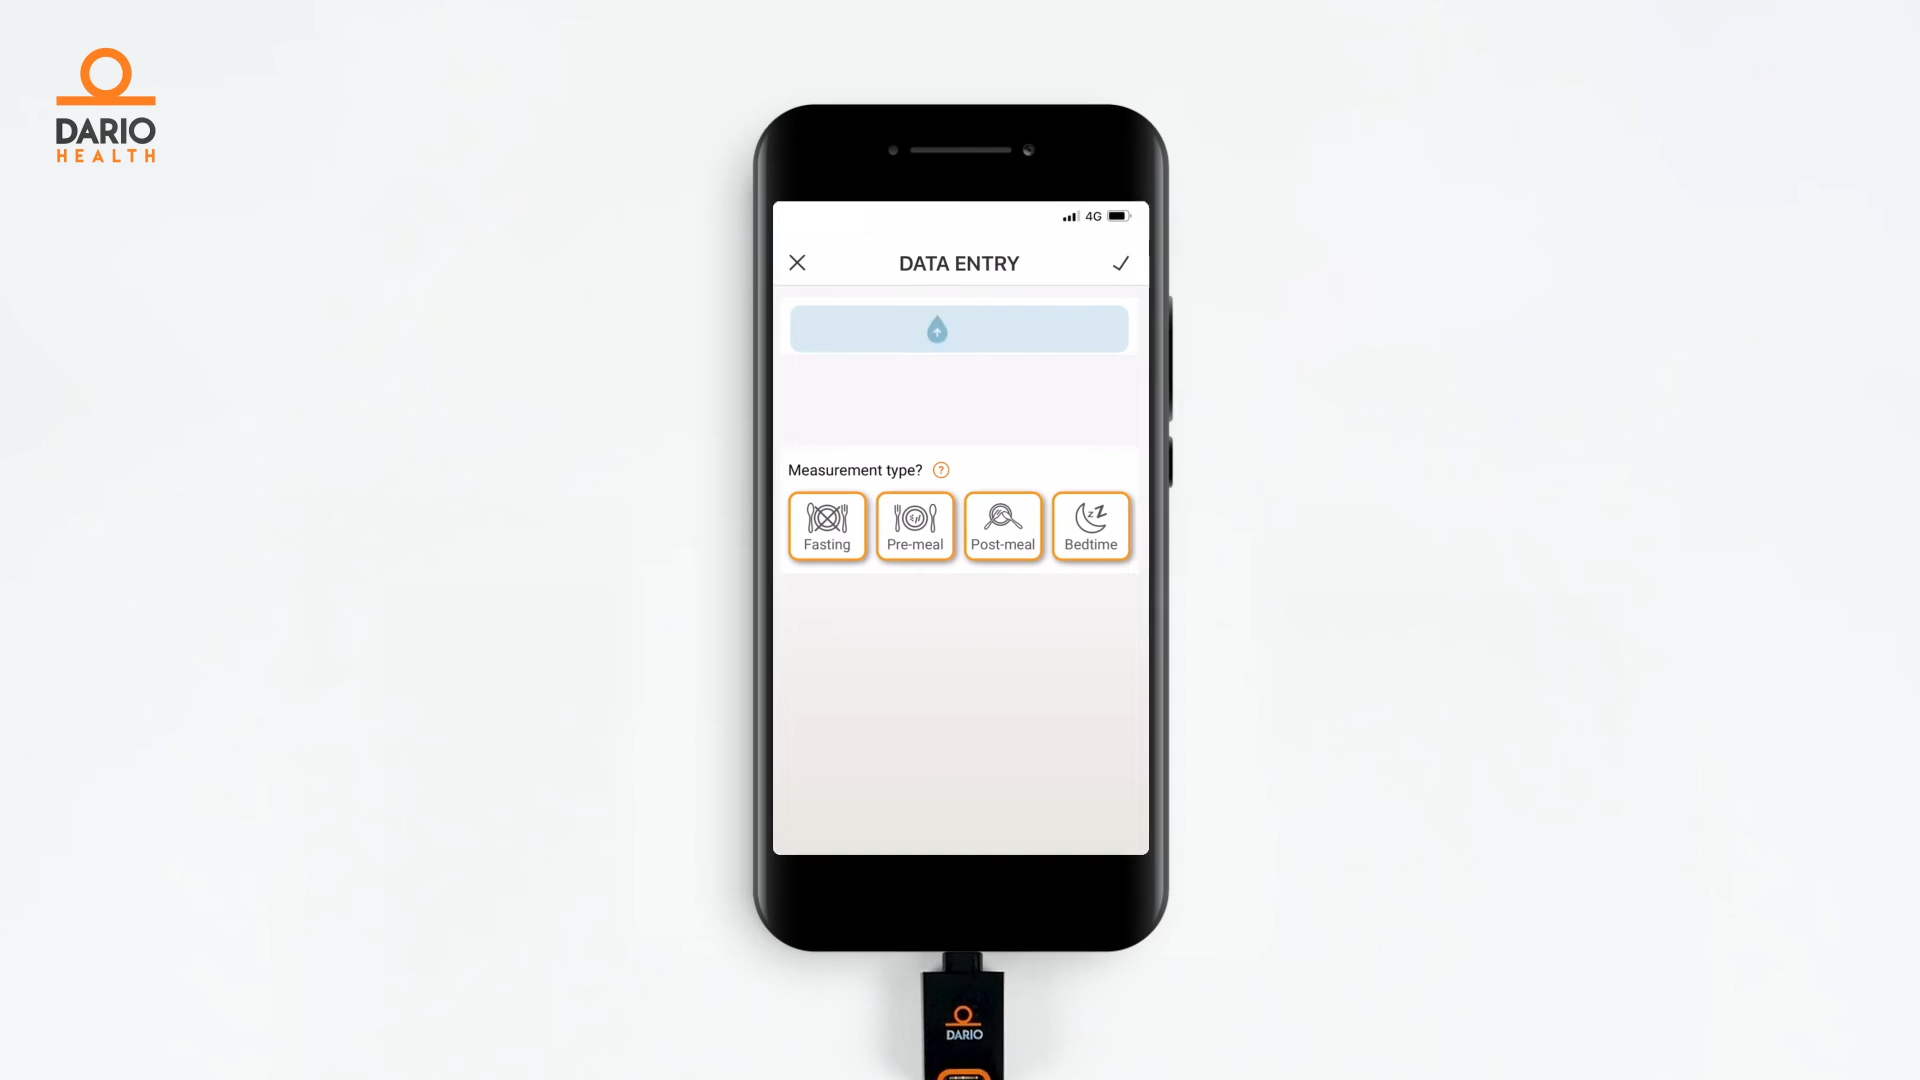 DARIO
HEALTH
4G
DATA ENTRY
Measurement type? ?
Fasting
Pre-meal
Post-meal
Bedtime
DARIO